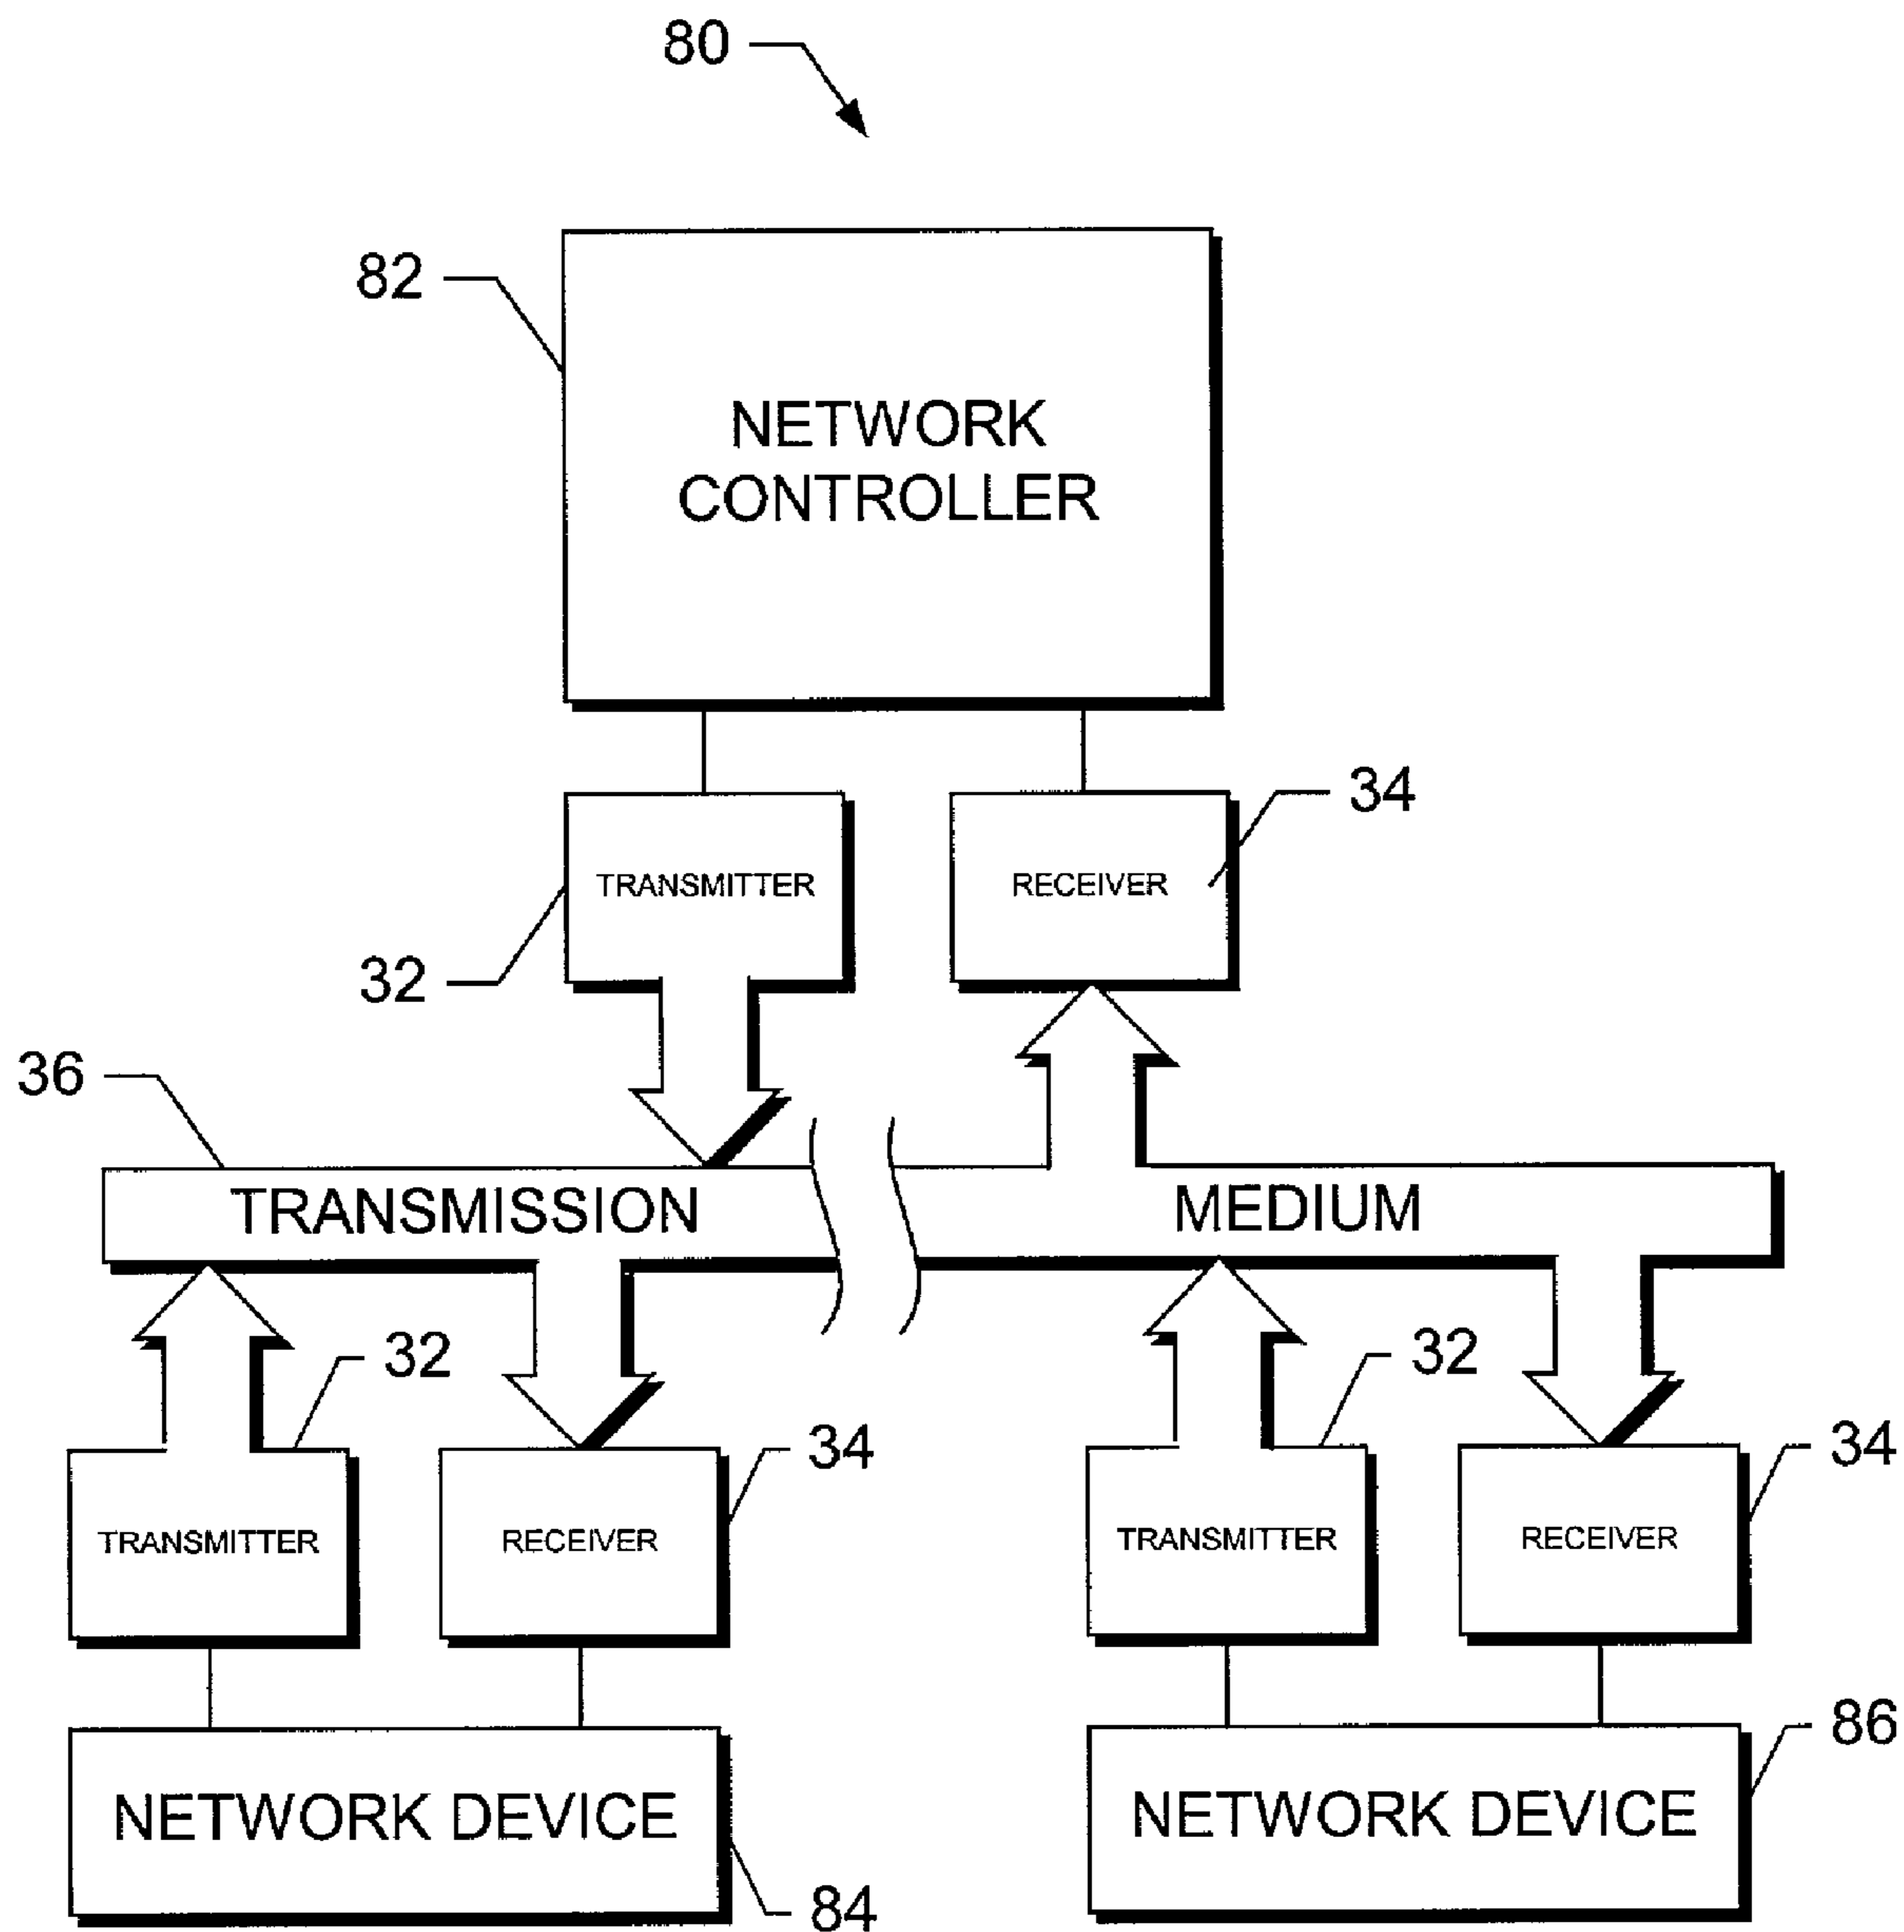 80
82
NETWORK
CONTROLLER
34
TRANSMITTER
RECEIVER
32
36
TRANSMISSION
MEDIUM
32
32
34
34
TRANSMITTER
RECEIVER
TRANSMITTER
RECEIVER
86
NETWORK DEVICE
NETWORK DEVICE
84